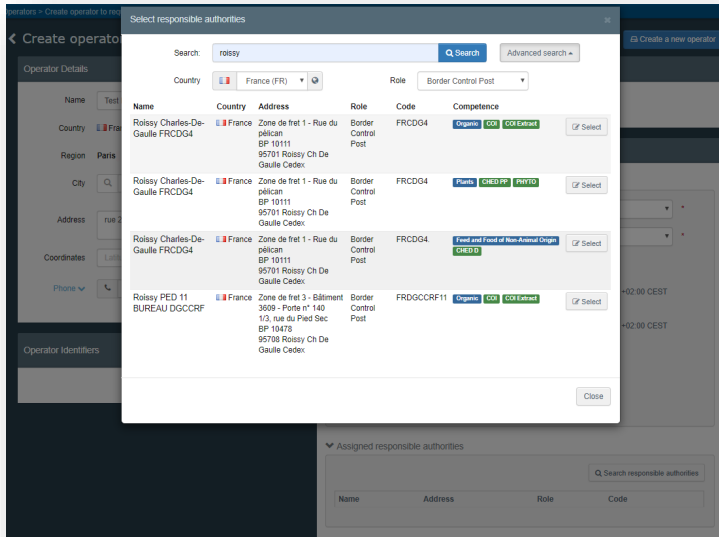 operators > Create operator to req
Select responsible authorities
×
Create operato
Create a new operator
Search:
roissy
Search
Advanced search
Country
France (FR)
Role
Border Control Post
Name Country Address Role Code Competence
Roissy Charles-De- France Zone de fret 1 - Rue du Border FRCDG4 Organic COI COI Extract
Gaulle FRCDG4 pélican Control Select
BP 10111 Post
95701 Roissy Ch De
Gaulle Cedex
Roissy Charles-De- France Zone de fret 1 - Rue du Border FRCDG4 Plants CHED PP PHYTO
Gaulle FRCDG4 pélican Control Select
BP 10111 Post
95701 Roissy Ch De
Gaulle Cedex
Roissy Charles-De- France Zone de fret 1 - Rue du Border FRCDG4 Feed and Food of Non-Animal Origin
Gaulle FRCDG4 pélican Control CHED D Select
BP 10111 Post
95701 Roissy Ch De
Gaulle Cedex
Roissy PED 11 France Zone de fret 3 - Bâtiment Border FRDGCCRF11 Organic COI COI Extract
BUREAU DGCCRF 3609 - Porte n° 140 Control Select
1/3, rue du Pied Sec Post
BP 10478
95708 Roissy Ch De
Gaulle Cedex
Close
Operator Details
Name Test
Country Fra
Region Paris
City
Address rue 2
Coordinates Latit
Phone
Operator Identifiers
*
*
+02:00 CEST
+02:00 CEST
Assigned responsible authorities
Search responsible authorities
Name Address Role Code